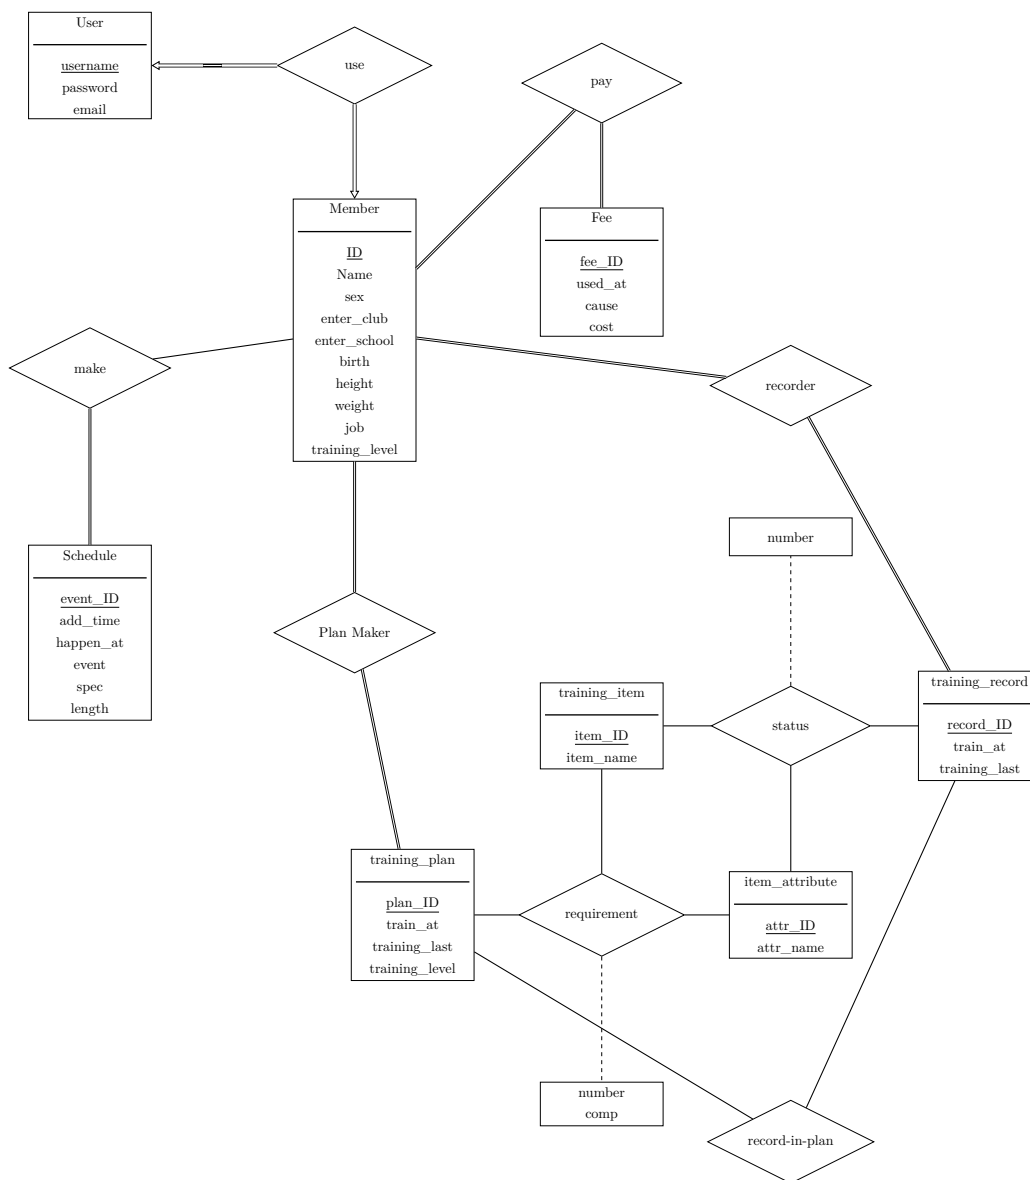 User
username
password
email
use
pay
Member
ID
Name
sex
enter_club
enter_school
birth
height
weight
job
training_level
Fee
fee_ID
used_at
cause
cost
make
recorder
Schedule
event_ID
add_time
happen_at
event
spec
length
number
Plan Maker
training_item
item_ID
item_name
status
training_record
record_ID
train_at
training_last
training_plan
plan_ID
train_at
training_last
training_level
requirement
item_attribute
attr_ID
attr_name
number
comp
record-in-plan